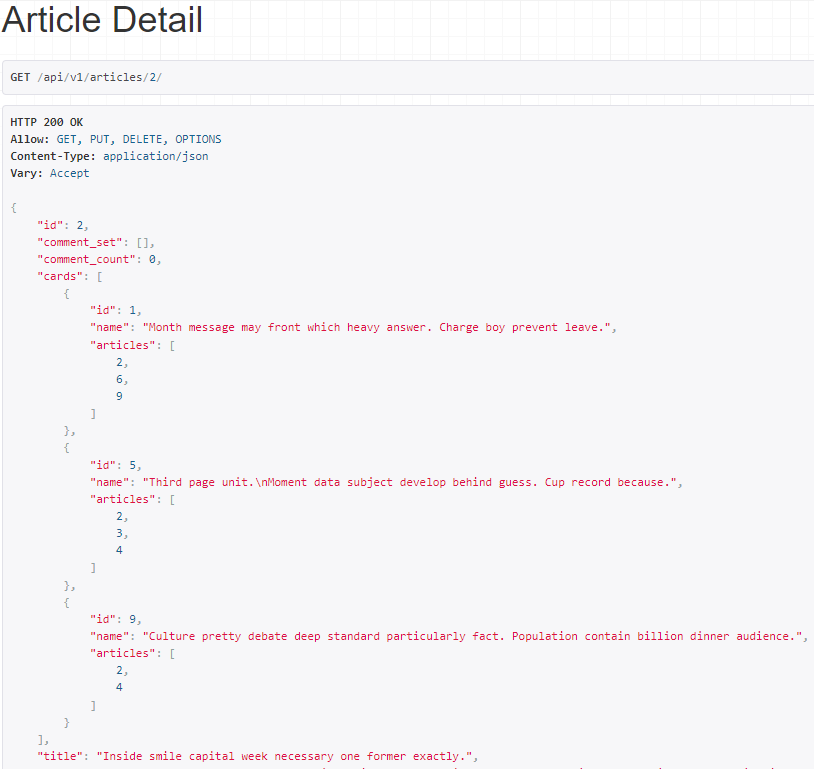 Article Detail
GET /api/v1/articles/2/
HTTP 200 OK
Allow: GET, PUT, DELETE, OPTIONS
Content-Type: application/json
Vary: Accept
{
    "id": 2,
    "comment_set": [],
    "comment_count": 0,
    "cards": [
        {
            "id": 1,
            "name": "Month message may front which heavy answer. Charge boy prevent leave.",
            "articles": [
                2,
                6,
                9
            ]
        },
        {
            "id": 5,
            "name": "Third page unit.\nMoment data subject develop behind guess. Cup record because.",
            "articles": [
                2,
                3,
                4
            ]
        },
        {
            "id": 9,
            "name": "Culture pretty debate deep standard particularly fact. Population contain billion dinner audience.",
            "articles": [
                2,
                4
            ]
        }
    ],
    "title": "Inside smile capital week necessary one former exactly.",